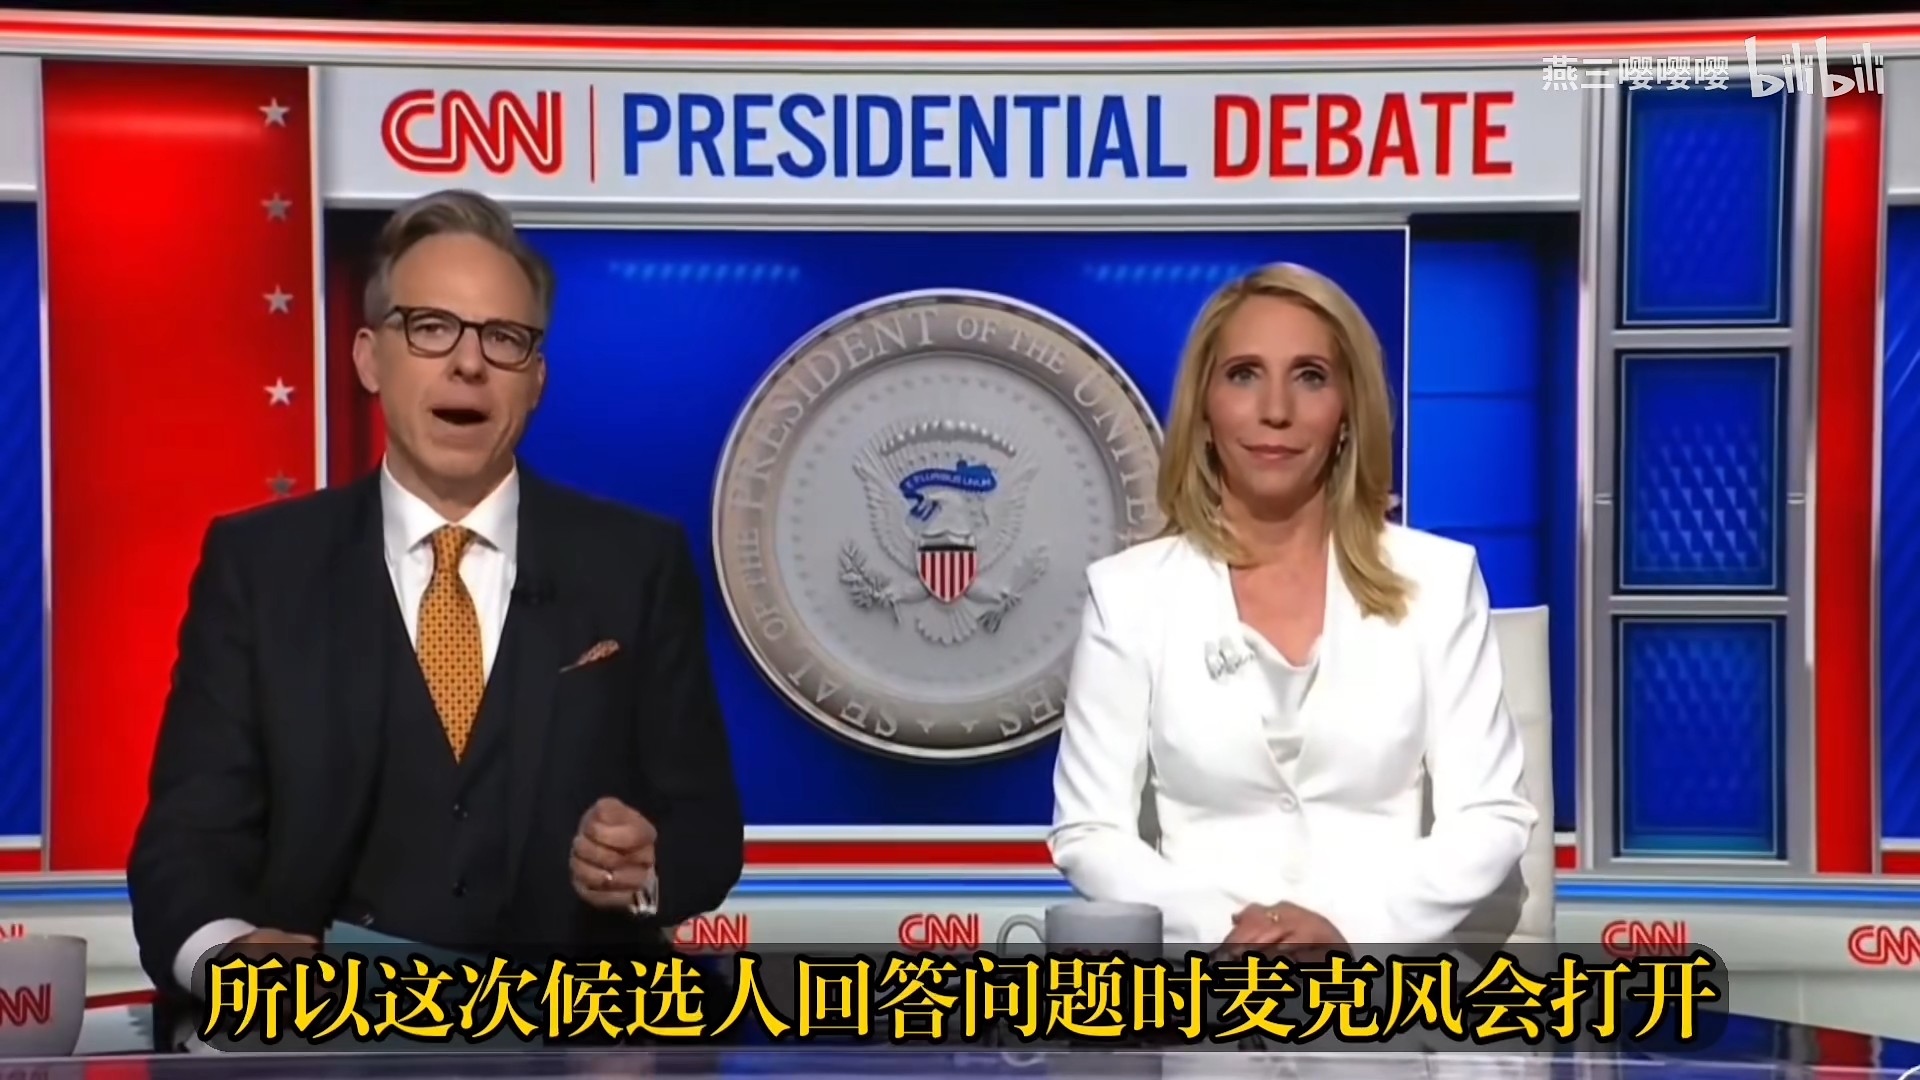 燕三嘤嘤嘤 bilibili
CNN PRESIDENTIAL DEBATE
SEAL OF THE PRESIDENT OF THE UNITED
E PLURIBUS UNUM
CNN CNN CNN CNN
所以这次候选人回答问题时麦克风会打开